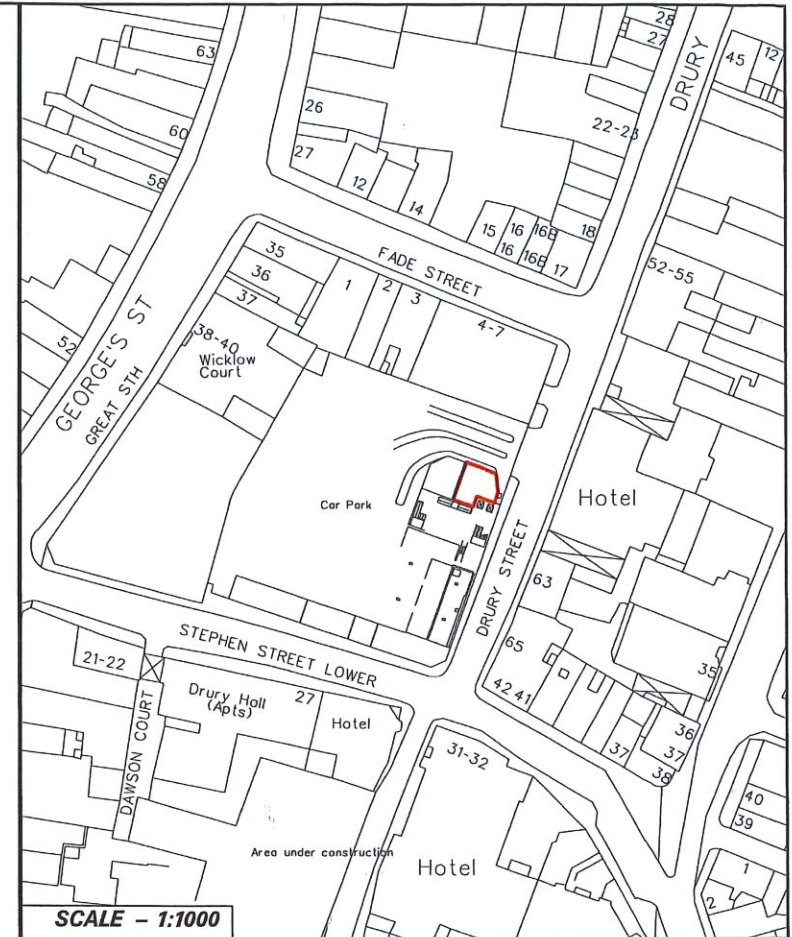 63
60
58
52
GEORGE'S ST
GREAT STH
26
27
12
14
15
16
16
16B
16B
17
18
22-23
28
27
DRURY
45
12
52-55
FADE STREET
35
36
37
38-40
Wicklow
Court
1
2
3
4-7
Car Park
Hotel
DRURY STREET
63
65
42 41
37
38
37
36
35
STEPHEN STREET LOWER
21-22
DAWSON COURT
Drury Hall
(Apts)
27
Hotel
31-32
Area under construction
Hotel
40
39
1
2
SCALE – 1:1000